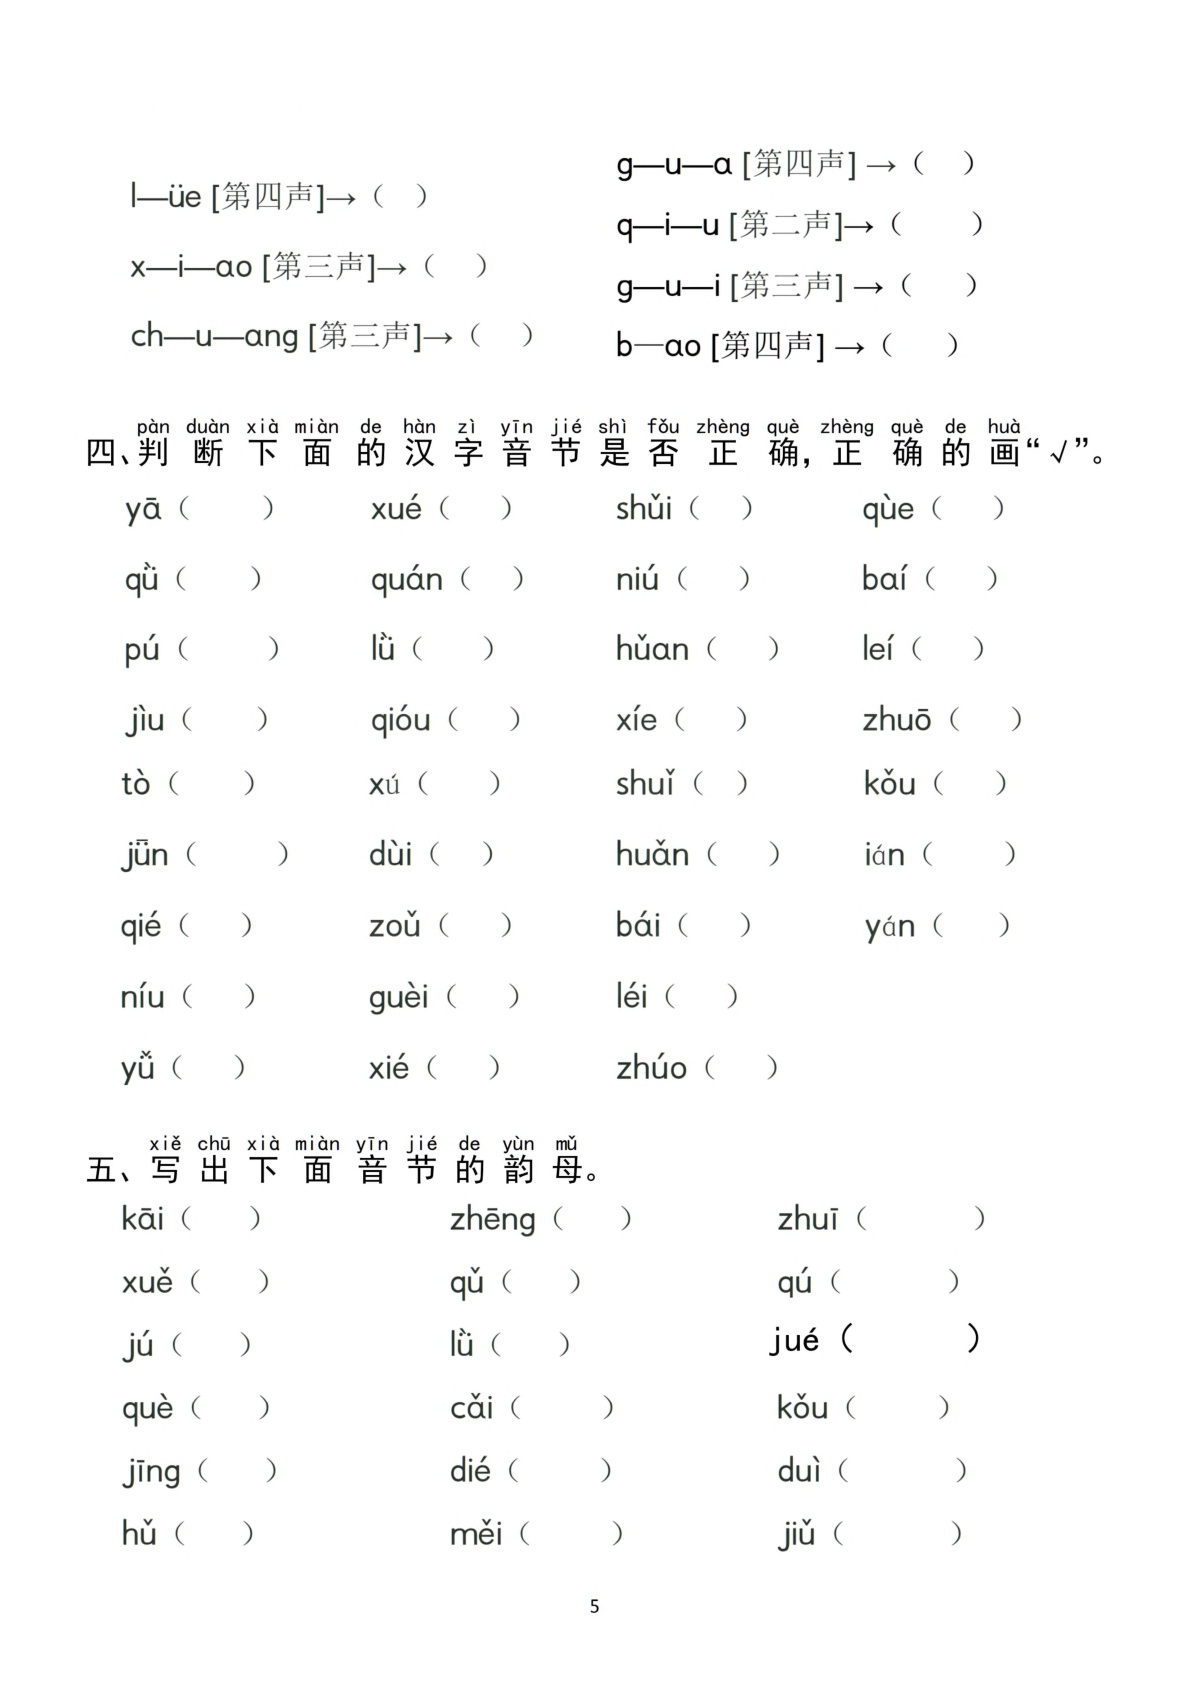 l—üe [第四声]→（　）
x—i—ɑo [第三声]→（　）
ch—u—ɑng [第三声]→（　）
g—u—ɑ [第四声]→（　）
q—i—u [第二声]→（　）
g—u—i [第三声]→（　）
b—ɑo [第四声]→（　）
pàn duàn xià miàn de hàn zì yīn jié shì fǒu zhèng què zhèng què de huà
四、判断下面的汉字音节是否正确，正确的画“√”。
yā（　） xué（　） shǔi（　） qùe（　）
qǜ（　） quán（　） niú（　） baí（　）
pú（　） lǜ（　） hǔan（　） leí（　）
jìu（　） qióu（　） xíe（　） zhuō（　）
tò（　） xú（　） shuǐ（　） kǒu（　）
jǖn（　） dùi（　） huǎn（　） ián（　）
qié（　） zoǔ（　） bái（　） yán（　）
níu（　） guèi（　） léi（　）
yǚ（　） xié（　） zhúo（　）
xiě chū xià miàn yīn jié de yùn mǔ
五、写出下面音节的韵母。
kāi（　） zhēng（　） zhuī（　）
xuě（　） qǔ（　） qú（　）
jú（　） lǜ（　） jué（　）
què（　） cǎi（　） kǒu（　）
jīng（　） dié（　） duì（　）
hǔ（　） měi（　） jiǔ（　）
5